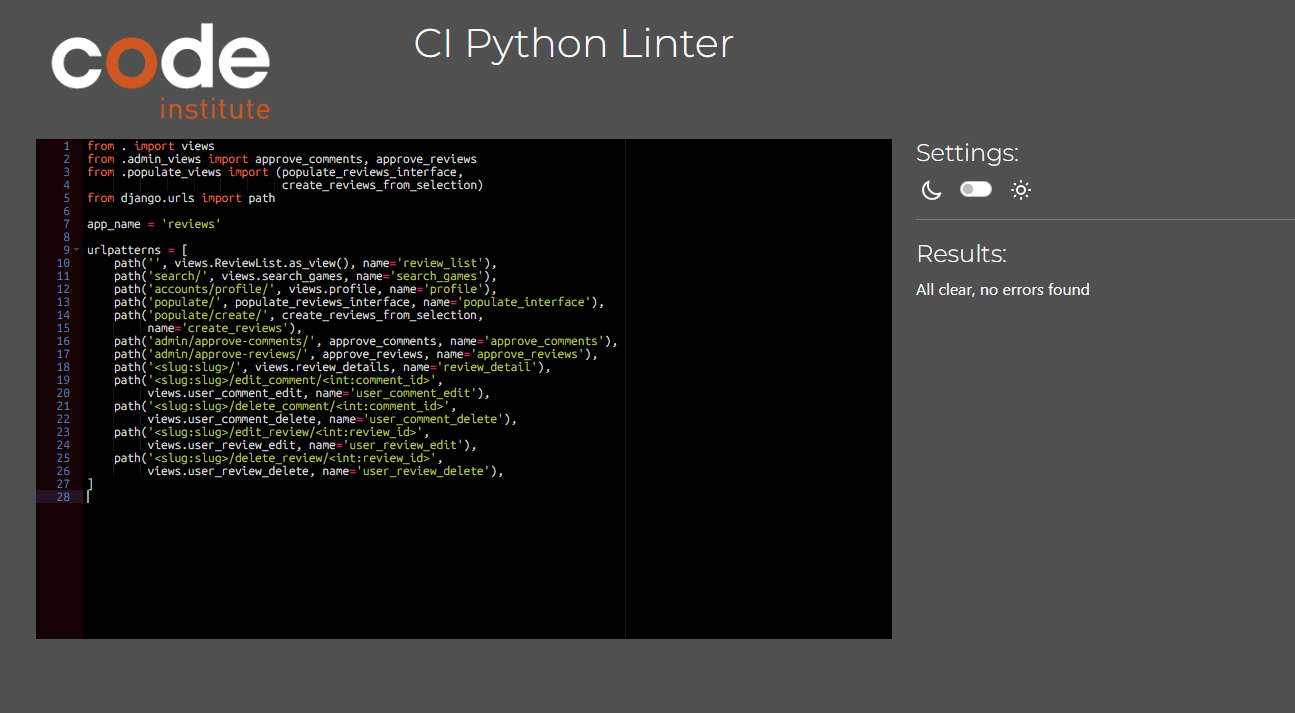 code
institute
CI Python Linter
1 from . import views
2 from .admin_views import approve_comments, approve_reviews
3 from .populate_views import (populate_reviews_interface,
4                              create_reviews_from_selection)
5 from django.urls import path
6
7 app_name = 'reviews'
8
9 urlpatterns = [
10     path('', views.ReviewList.as_view(), name='review_list'),
11     path('search/', views.search_games, name='search_games'),
12     path('accounts/profile/', views.profile, name='profile'),
13     path('populate/', populate_reviews_interface, name='populate_interface'),
14     path('populate/create/', create_reviews_from_selection,
15          name='create_reviews'),
16     path('admin/approve-comments/', approve_comments, name='approve_comments'),
17     path('admin/approve-reviews/', approve_reviews, name='approve_reviews'),
18     path('<slug:slug>/', views.review_details, name='review_detail'),
19     path('<slug:slug>/edit_comment/<int:comment_id>',
20          views.user_comment_edit, name='user_comment_edit'),
21     path('<slug:slug>/delete_comment/<int:comment_id>',
22          views.user_comment_delete, name='user_comment_delete'),
23     path('<slug:slug>/edit_review/<int:review_id>',
24          views.user_review_edit, name='user_review_edit'),
25     path('<slug:slug>/delete_review/<int:review_id>',
26          views.user_review_delete, name='user_review_delete'),
27 ]
28
Settings:
Results:
All clear, no errors found